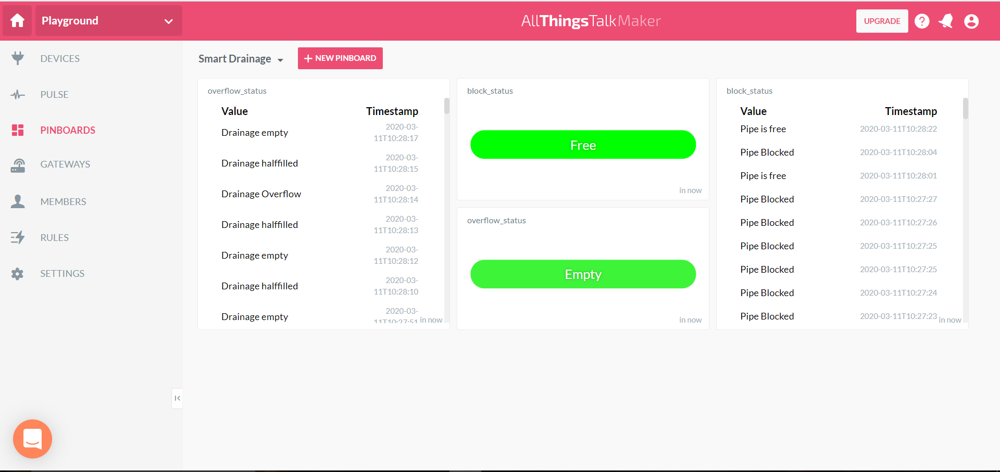 Playground
AllThingsTalkMaker
UPGRADE
?
DEVICES
PULSE
PINBOARDS
GATEWAYS
MEMBERS
RULES
SETTINGS
Smart Drainage
+ NEW PINBOARD
overflow_status
Value Timestamp
Drainage empty 2020-03-
11T10:28:17
Drainage halffilled 2020-03-
11T10:28:15
Drainage Overflow 2020-03-
11T10:28:14
Drainage halffilled 2020-03-
11T10:28:13
Drainage empty 2020-03-
11T10:28:12
Drainage halffilled 2020-03-
11T10:28:10
Drainage empty 2020-03-
11T10:27:51 in now
block_status
Free
in now
overflow_status
Empty
in now
block_status
Value Timestamp
Pipe is free 2020-03-11T10:28:22
Pipe Blocked 2020-03-11T10:28:04
Pipe is free 2020-03-11T10:28:01
Pipe Blocked 2020-03-11T10:27:27
Pipe Blocked 2020-03-11T10:27:26
Pipe Blocked 2020-03-11T10:27:25
Pipe Blocked 2020-03-11T10:27:25
Pipe Blocked 2020-03-11T10:27:24
Pipe Blocked 2020-03-11T10:27:23 in now